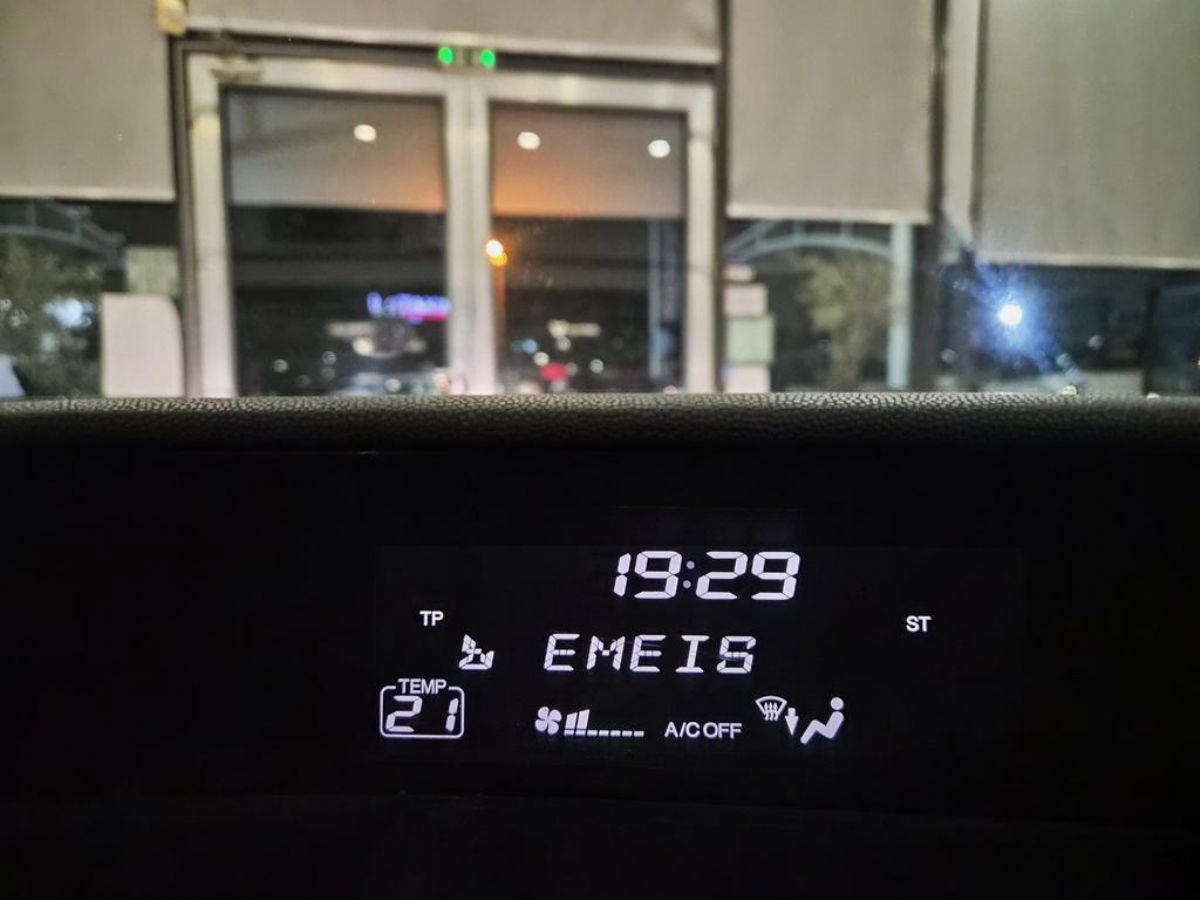 19:29
TP
ST
EMEIS
TEMP
21
A/C OFF